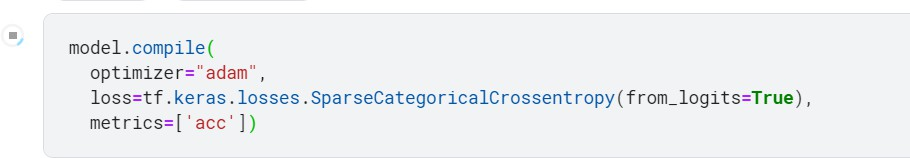 model.compile(
  optimizer="adam",
  loss=tf.keras.losses.SparseCategoricalCrossentropy(from_logits=True),
  metrics=['acc'])